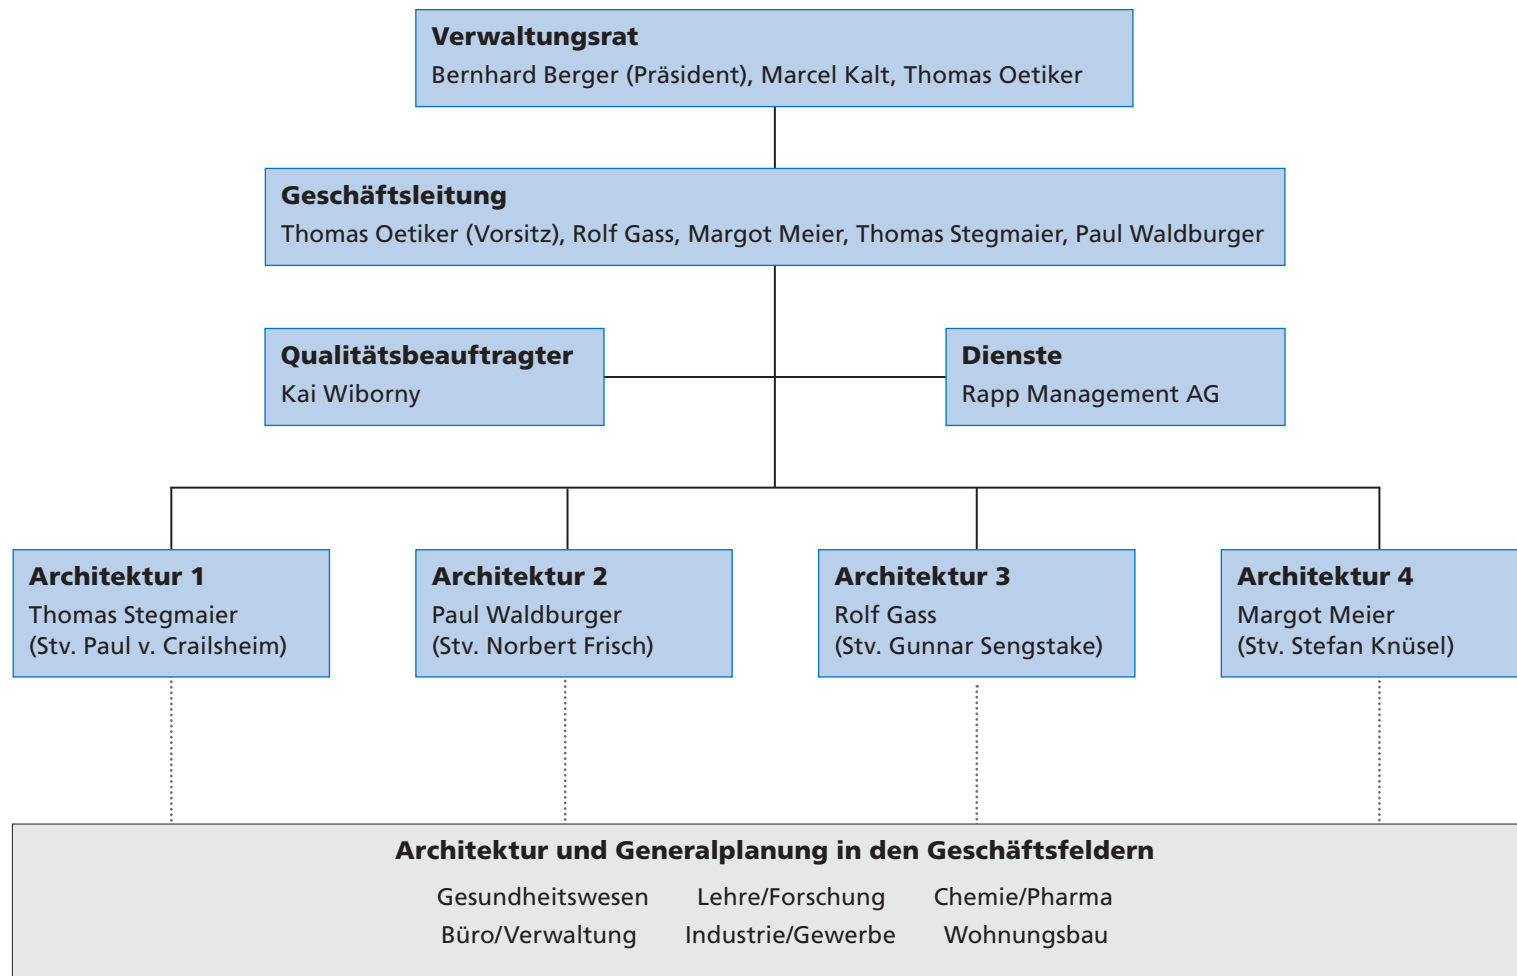 Verwaltungsrat
Bernhard Berger (Präsident), Marcel Kalt, Thomas Oetiker
Geschäftsleitung
Thomas Oetiker (Vorsitz), Rolf Gass, Margot Meier, Thomas Stegmaier, Paul Waldburger
Qualitätsbeauftragter
Kai Wiborny
Dienste
Rapp Management AG
Architektur 1
Thomas Stegmaier
(Stv. Paul v. Crailsheim)
Architektur 2
Paul Waldburger
(Stv. Norbert Frisch)
Architektur 3
Rolf Gass
(Stv. Gunnar Sengstake)
Architektur 4
Margot Meier
(Stv. Stefan Knüsel)
Architektur und Generalplanung in den Geschäftsfeldern
Gesundheitswesen Lehre/Forschung Chemie/Pharma
Büro/Verwaltung Industrie/Gewerbe Wohnungsbau